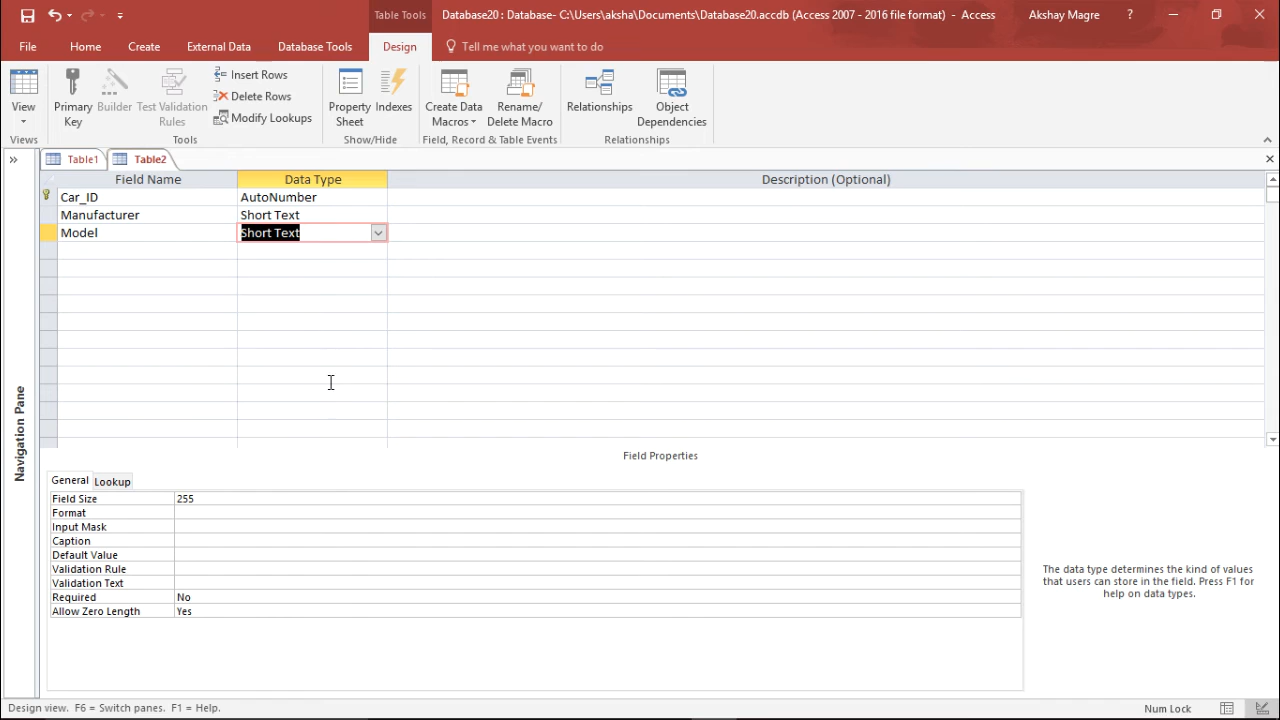 Table Tools
Database20 : Database- C:\Users\aksha\Documents\Database20.accdb (Access 2007 - 2016 file format) - Access
Akshay Magre
?
File
Home
Create
External Data
Database Tools
Design
Tell me what you want to do
View
Primary Key
Builder
Test Validation Rules
Insert Rows
Delete Rows
Modify Lookups
Property Sheet
Indexes
Create Data Macros
Rename/ Delete Macro
Relationships
Object Dependencies
Views
Tools
Show/Hide
Field, Record & Table Events
Relationships
Table1
Table2
Field Name
Data Type
Description (Optional)
Car_ID
AutoNumber
Manufacturer
Short Text
Model
Short Text
Navigation Pane
Field Properties
General
Lookup
Field Size
255
Format
Input Mask
Caption
Default Value
Validation Rule
Validation Text
Required
No
Allow Zero Length
Yes
The data type determines the kind of values
that users can store in the field. Press F1 for
help on data types.
Design view. F6 = Switch panes. F1 = Help.
Num Lock